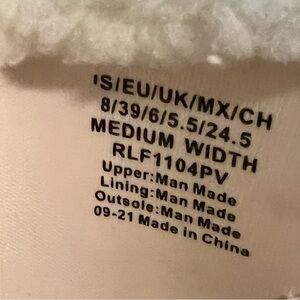 IS/EU/UK/MX/CH
8/39/6/5.5/24.5
MEDIUM WIDTH
RLF1104PV
Upper:Man Made
Lining:Man Made
Outsole:Man Made
09-21 Made in China